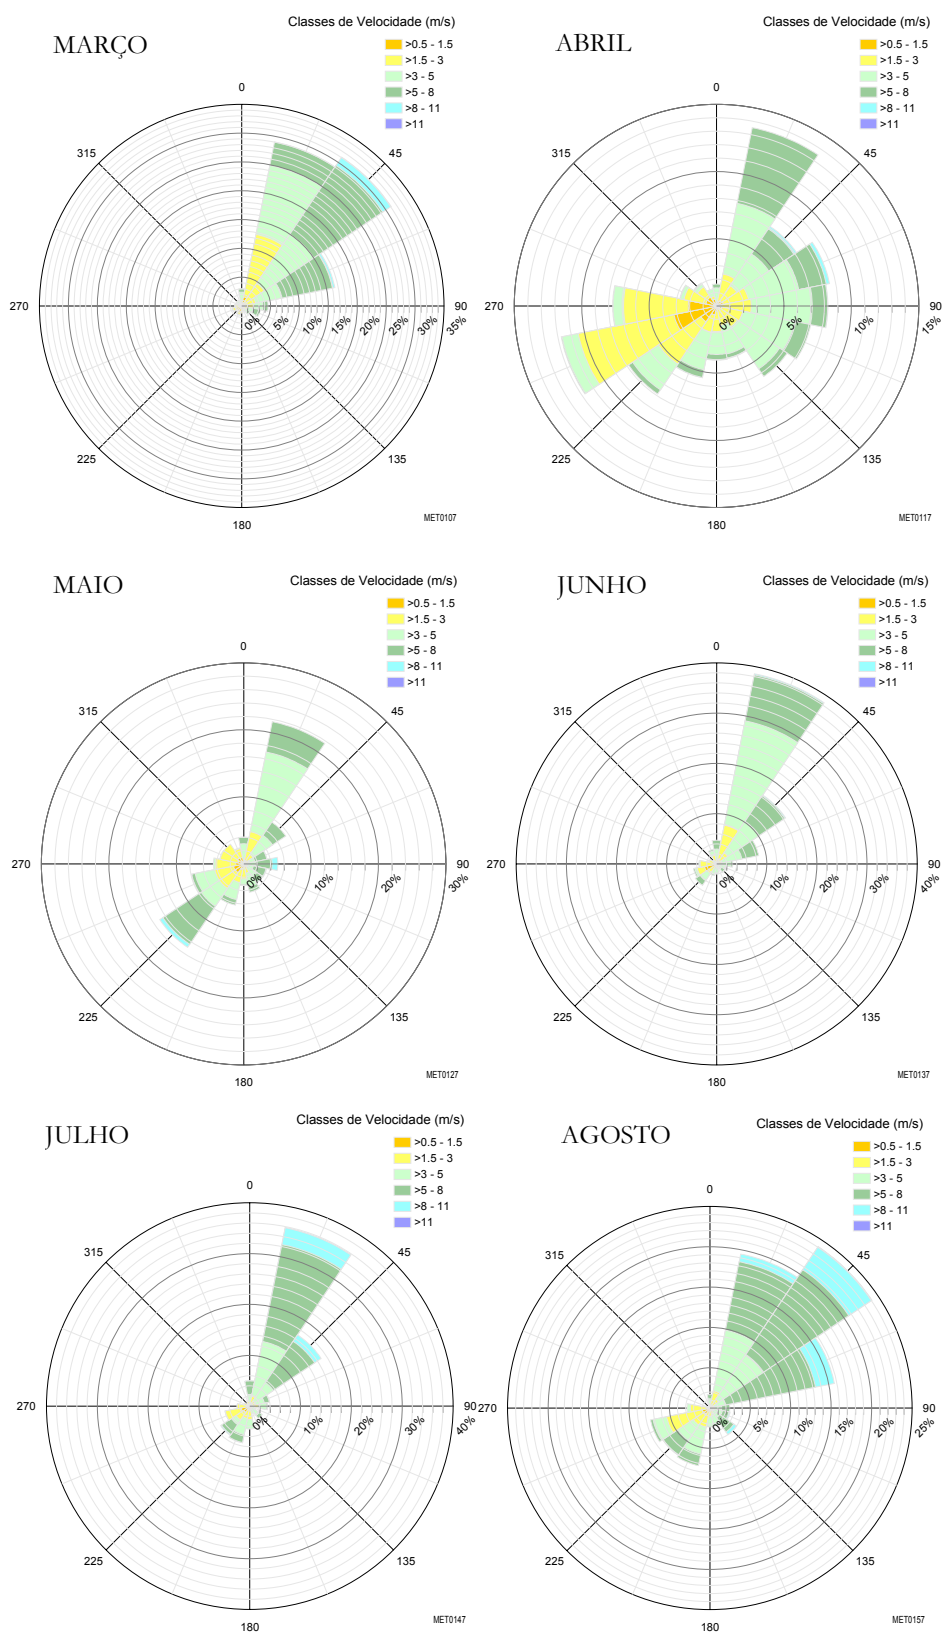 MARÇO
Classes de Velocidade (m/s)
>0.5 - 1.5
>1.5 - 3
>3 - 5
>5 - 8
>8 - 11
>11
0
45
90
135
180
225
270
315
0%
5%
10%
15%
20%
25%
30%
35%
MET0107
ABRIL
Classes de Velocidade (m/s)
>0.5 - 1.5
>1.5 - 3
>3 - 5
>5 - 8
>8 - 11
>11
0
45
90
135
180
225
270
315
0%
5%
10%
15%
MET0117
MAIO
Classes de Velocidade (m/s)
>0.5 - 1.5
>1.5 - 3
>3 - 5
>5 - 8
>8 - 11
>11
0
45
90
135
180
225
270
315
0%
10%
20%
30%
MET0127
JUNHO
Classes de Velocidade (m/s)
>0.5 - 1.5
>1.5 - 3
>3 - 5
>5 - 8
>8 - 11
>11
0
45
90
135
180
225
270
315
0%
10%
20%
30%
40%
MET0137
JULHO
Classes de Velocidade (m/s)
>0.5 - 1.5
>1.5 - 3
>3 - 5
>5 - 8
>8 - 11
>11
0
45
90
135
180
225
270
315
0%
10%
20%
30%
40%
MET0147
AGOSTO
Classes de Velocidade (m/s)
>0.5 - 1.5
>1.5 - 3
>3 - 5
>5 - 8
>8 - 11
>11
0
45
90
135
180
225
270
315
0%
5%
10%
15%
20%
25%
MET0157